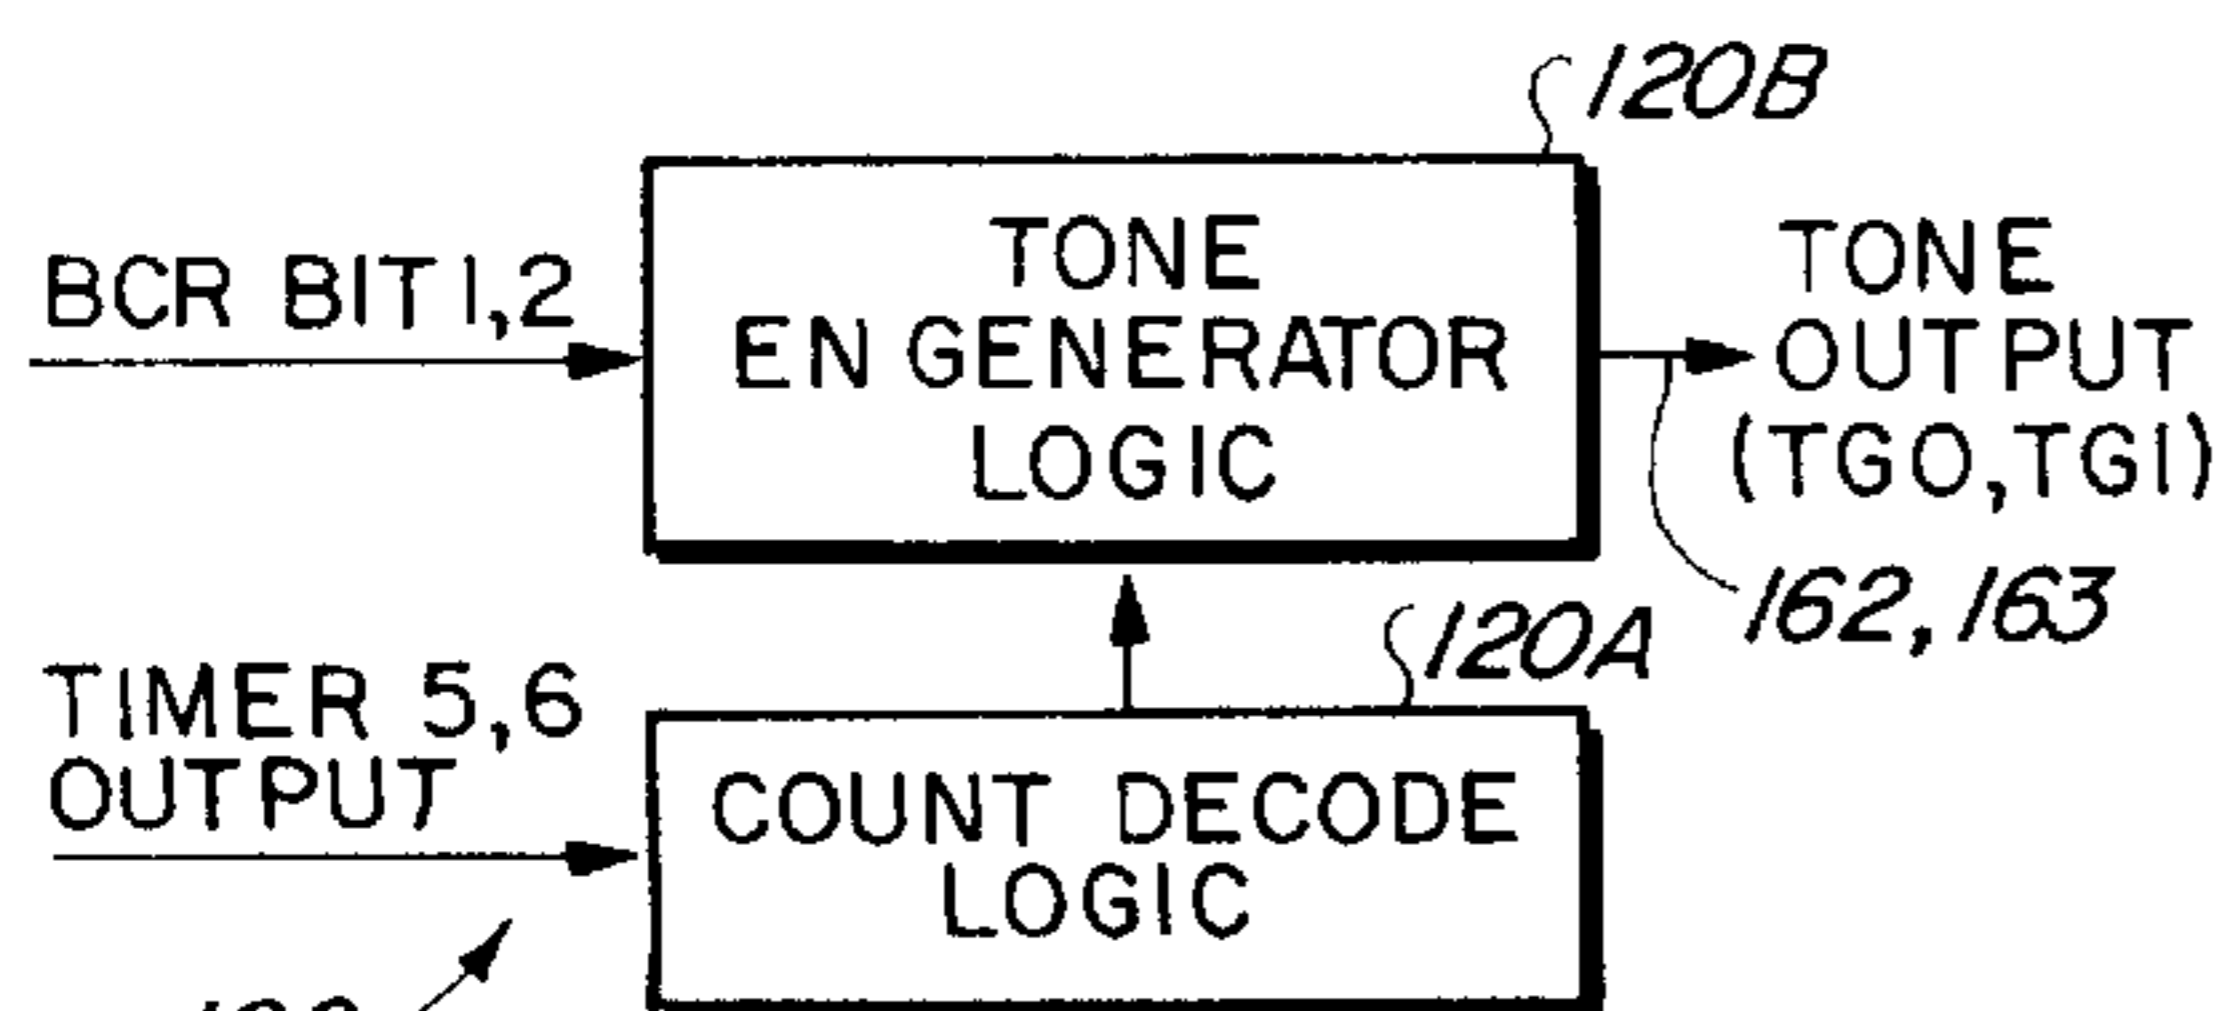 120B
TONE
EN GENERATOR
LOGIC
BCR BIT 1,2
TONE
OUTPUT
(TG0,TG1)
162,163
120A
TIMER 5,6
OUTPUT
COUNT DECODE
LOGIC